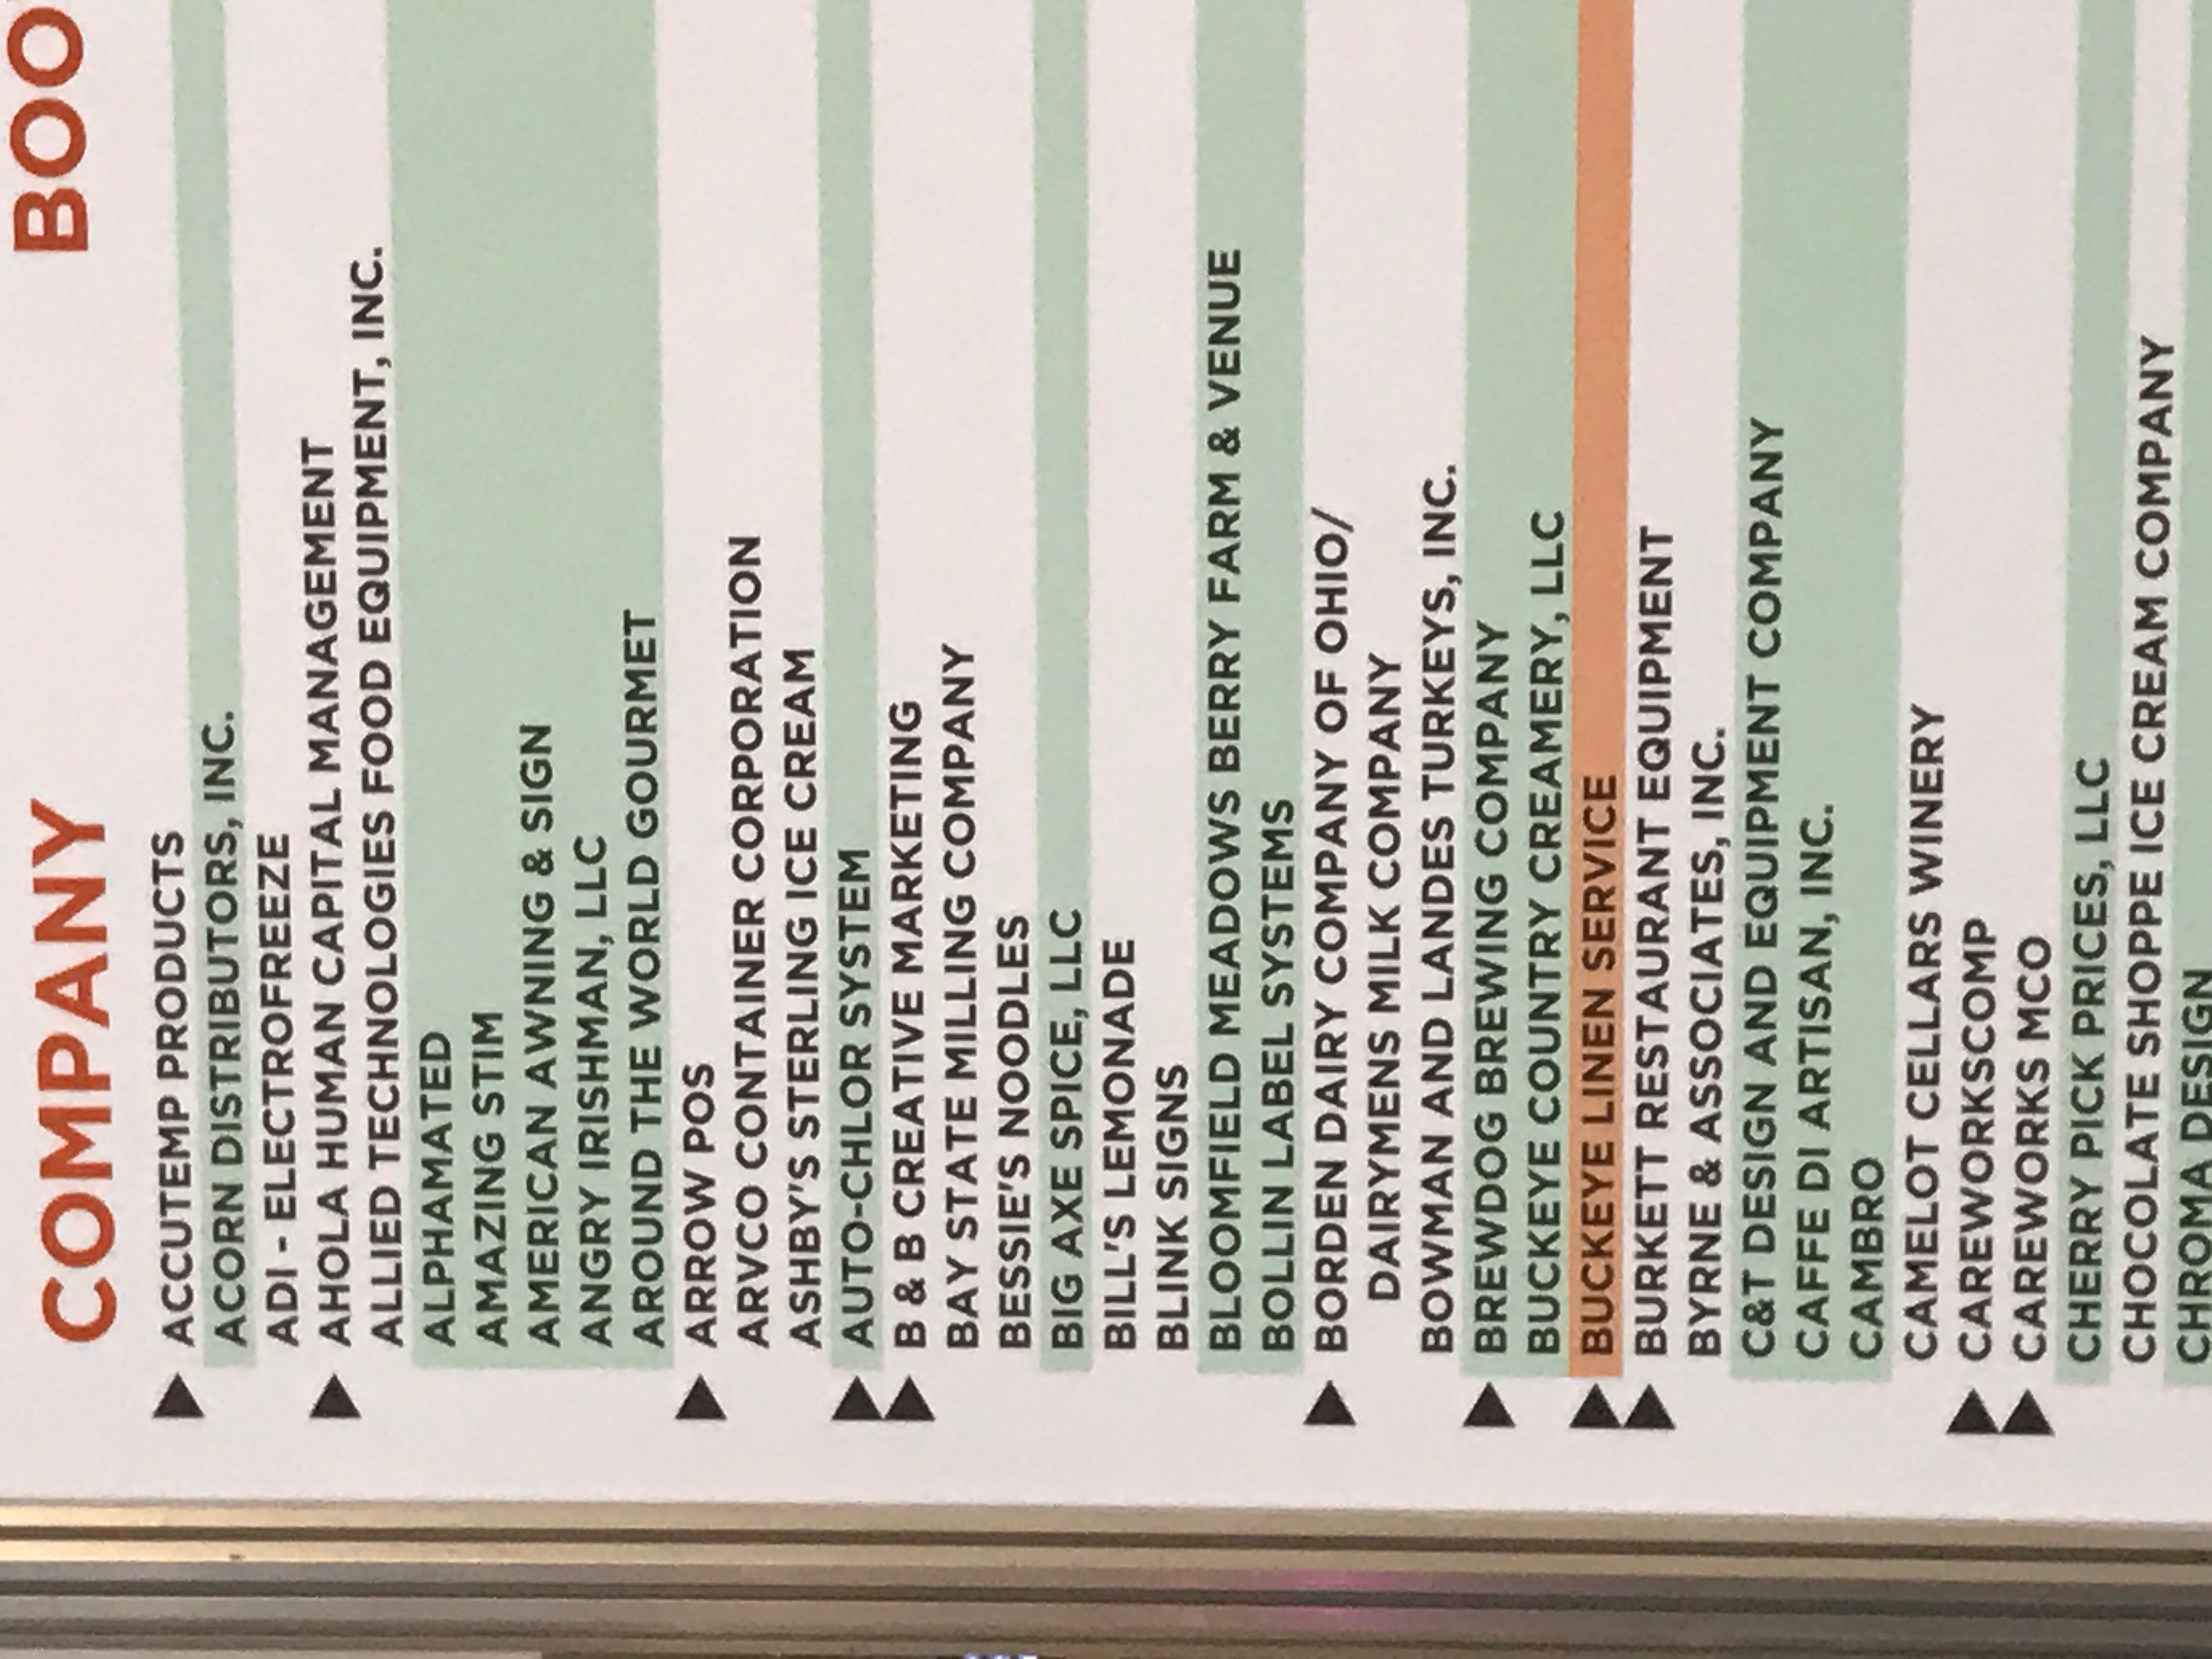 COMPANY BOO
ACCUTEMP PRODUCTS
ACORN DISTRIBUTORS, INC.
ADI - ELECTROFREEZE
AHOLA HUMAN CAPITAL MANAGEMENT
ALLIED TECHNOLOGIES FOOD EQUIPMENT, INC.
ALPHAMATED
AMAZING STIM
AMERICAN AWNING & SIGN
ANGRY IRISHMAN, LLC
AROUND THE WORLD GOURMET
ARROW POS
ARVCO CONTAINER CORPORATION
ASHBY'S STERLING ICE CREAM
AUTO-CHLOR SYSTEM
B & B CREATIVE MARKETING
BAY STATE MILLING COMPANY
BESSIE'S NOODLES
BIG AXE SPICE, LLC
BILL'S LEMONADE
BLINK SIGNS
BLOOMFIELD MEADOWS BERRY FARM & VENUE
BOLLIN LABEL SYSTEMS
BORDEN DAIRY COMPANY OF OHIO/
DAIRYMENS MILK COMPANY
BOWMAN AND LANDES TURKEYS, INC.
BREWDOG BREWING COMPANY
BUCKEYE COUNTRY CREAMERY, LLC
BUCKEYE LINEN SERVICE
BURKETT RESTAURANT EQUIPMENT
BYRNE & ASSOCIATES, INC.
C&T DESIGN AND EQUIPMENT COMPANY
CAFFE DI ARTISAN, INC.
CAMBRO
CAMELOT CELLARS WINERY
CAREWORKSCOMP
CAREWORKS MCO
CHERRY PICK PRICES, LLC
CHOCOLATE SHOPPE ICE CREAM COMPANY
CHROMA DESIGN